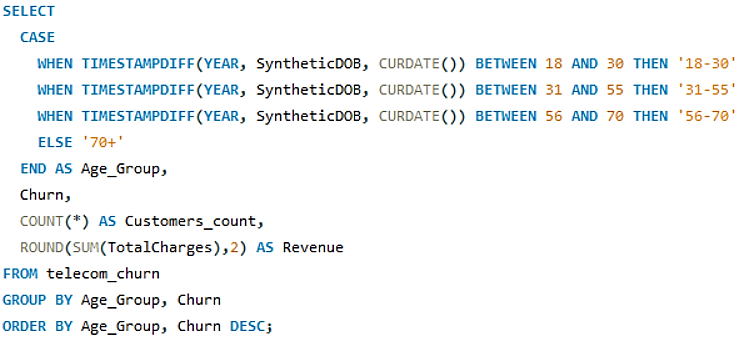 SELECT
CASE
WHEN TIMESTAMPDIFF(YEAR, SyntheticDOB, CURDATE()) BETWEEN 18 AND 30 THEN '18-30'
WHEN TIMESTAMPDIFF(YEAR, SyntheticDOB, CURDATE()) BETWEEN 31 AND 55 THEN '31-55'
WHEN TIMESTAMPDIFF(YEAR, SyntheticDOB, CURDATE()) BETWEEN 56 AND 70 THEN '56-70'
ELSE '70+'
END AS Age_Group,
Churn,
COUNT(*) AS Customers_count,
ROUND(SUM(TotalCharges),2) AS Revenue
FROM telecom_churn
GROUP BY Age_Group, Churn
ORDER BY Age_Group, Churn DESC;